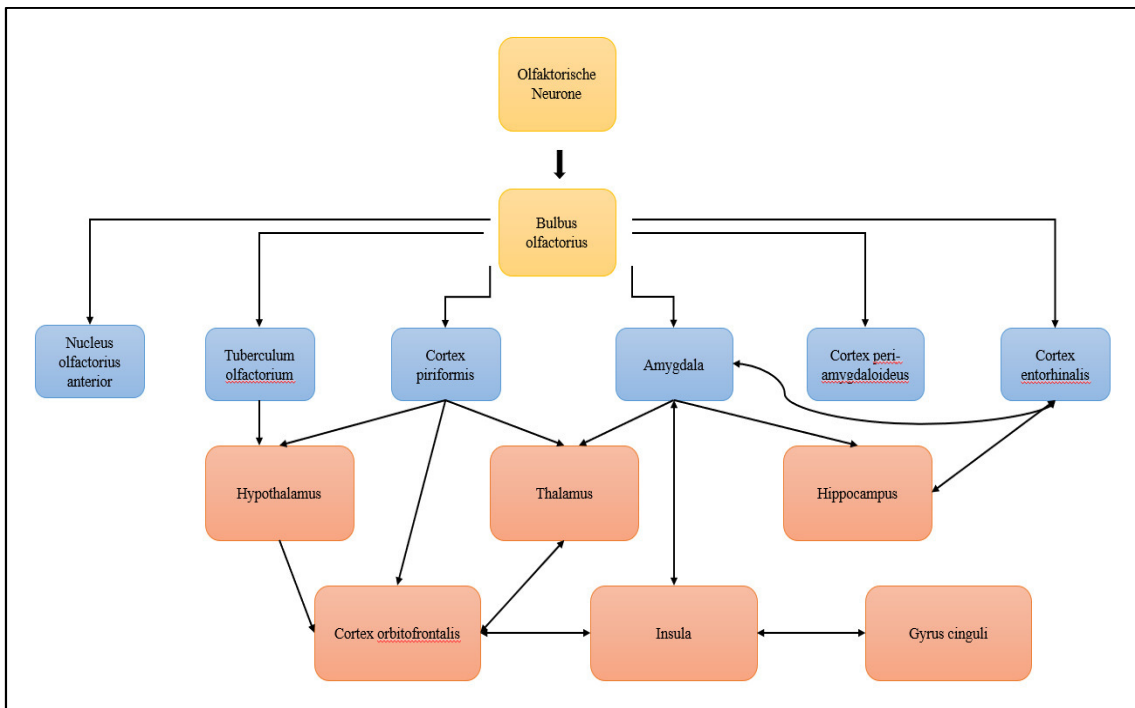 Olfaktorische
Neurone
Bulbus
olfactorius
Nucleus
olfactorius
anterior
Tuberculum
olfactorium
Cortex
piriformis
Amygdala
Cortex peri-
amygdaloideus
Cortex
entorhinalis
Hypothalamus
Thalamus
Hippocampus
Cortex orbitofrontalis
Insula
Gyrus cinguli